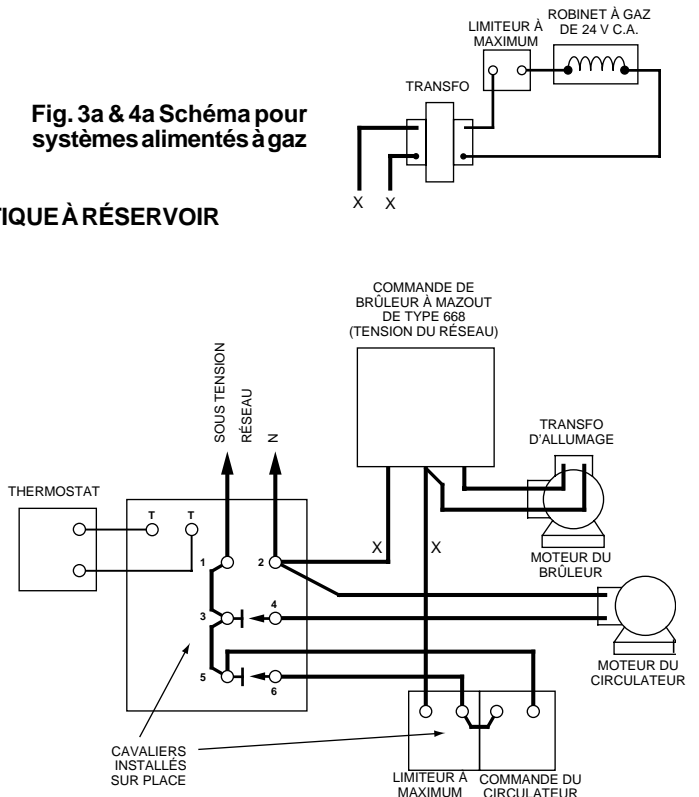 ROBINET À GAZ
DE 24 V C.A.
LIMITEUR À
MAXIMUM
TRANSFO
Fig. 3a & 4a Schéma pour
systèmes alimentés à gaz
X X
TIQUE À RÉSERVOIR
COMMANDE DE
BRÛLEUR À MAZOUT
DE TYPE 668
(TENSION DU RÉSEAU)
SOUS TENSION
RÉSEAU
N
TRANSFO
D'ALLUMAGE
THERMOSTAT
T T
1 2
X X
MOTEUR DU
BRÛLEUR
3 4
5 6
MOTEUR DU
CIRCULATEUR
CAVALIERS
INSTALLÉS
SUR PLACE
LIMITEUR À
MAXIMUM
COMMANDE DU
CIRCULATEUR